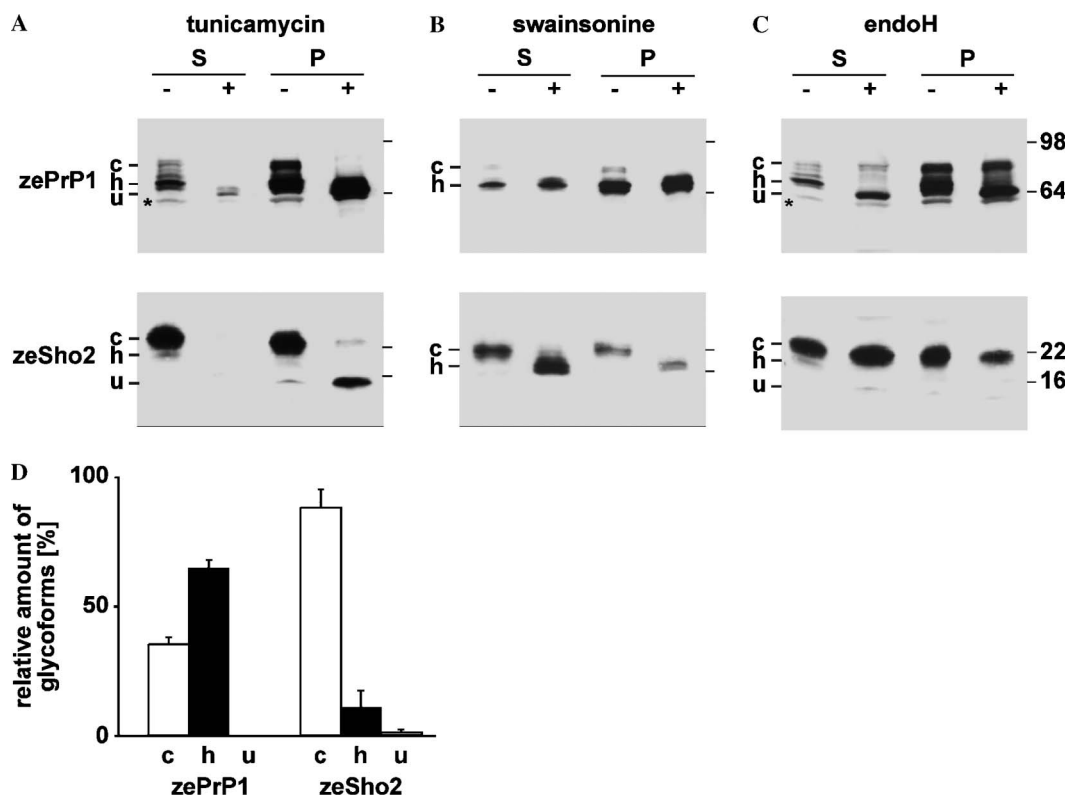 A tunicamycin B swainsonine C endoH
S P S P S P
- + - + - + - + - + - +
zePrP1 c h u * c h c h u * 98 64
zeSho2 c h u c h c h u 22 16
D
relative amount of glycoforms [%]
100
50
0
c h u c h u
zePrP1 zeSho2